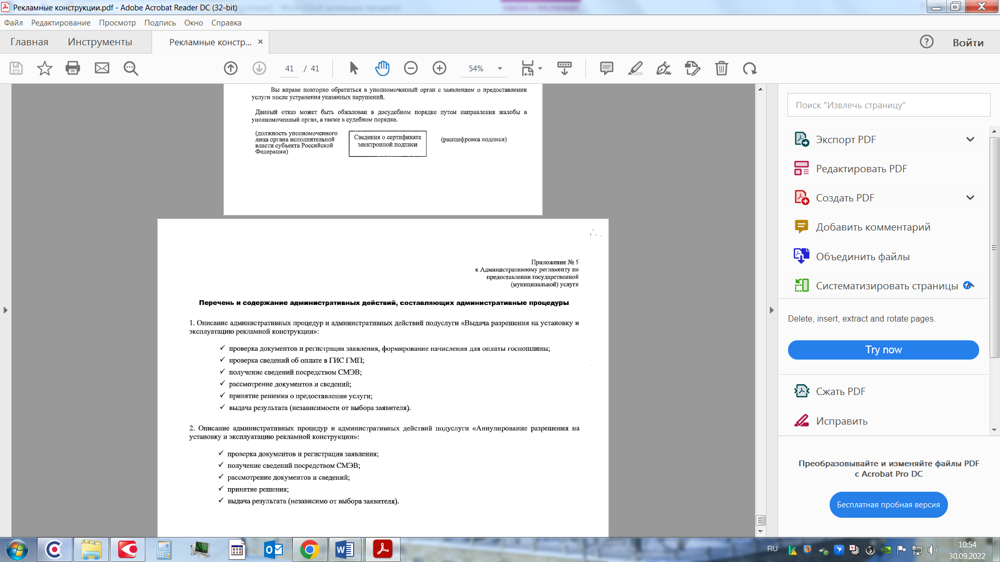 Рекламные конструкции.pdf - Adobe Acrobat Reader DC (32-bit)
Файл Редактирование Просмотр Подпись Окно Справка
Главная Инструменты Рекламные констр... Войти
41 / 41 54%
Вы вправе повторно обратиться в уполномоченный орган с заявлением о предоставлении
услуги после устранения указанных нарушений.
Данный отказ может быть обжалован в досудебном порядке путем направления жалобы в
уполномоченный орган, а также в судебном порядке.
(должность уполномоченного
лица органа исполнительной
власти субъекта Российской
Федерации)
Сведения о сертификате
электронной подписи
(расшифровка подписи)
Приложение № 5
к Административному регламенту по
предоставлении государственной
(муниципальной) услуги
Перечень и содержание административных действий, составляющих административные процедуры
1. Описание административных процедур и административных действий подуслуги «Выдача разрешения на установку и
эксплуатацию рекламной конструкции»:
✓ проверка документов и регистрация заявления, формирование начисления для оплаты госпошлины;
✓ проверка сведений об оплате в ГИС ГМП;
✓ получение сведений посредством СМЭВ;
✓ рассмотрение документов и сведений;
✓ принятие решения о предоставлении услуги;
✓ выдача результата (независимости от выбора заявителя).
2. Описание административных процедур и административных действий подуслуги «Аннулирование разрешения на
установку и эксплуатацию рекламной конструкции»:
✓ проверка документов и регистрация заявления;
✓ получение сведений посредством СМЭВ;
✓ рассмотрение документов и сведений;
✓ принятие решения;
✓ выдача результата (независимо от выбора заявителя).
Поиск "Извлечь страницу"
Экспорт PDF
Редактировать PDF
Создать PDF
Добавить комментарий
Объединить файлы
Систематизировать страницы
Delete, insert, extract and rotate pages.
Try now
Сжать PDF
Исправить
Преобразовывайте и изменяйте файлы PDF
с Acrobat Pro DC
Бесплатная пробная версия
RU
10:54
30.09.2022